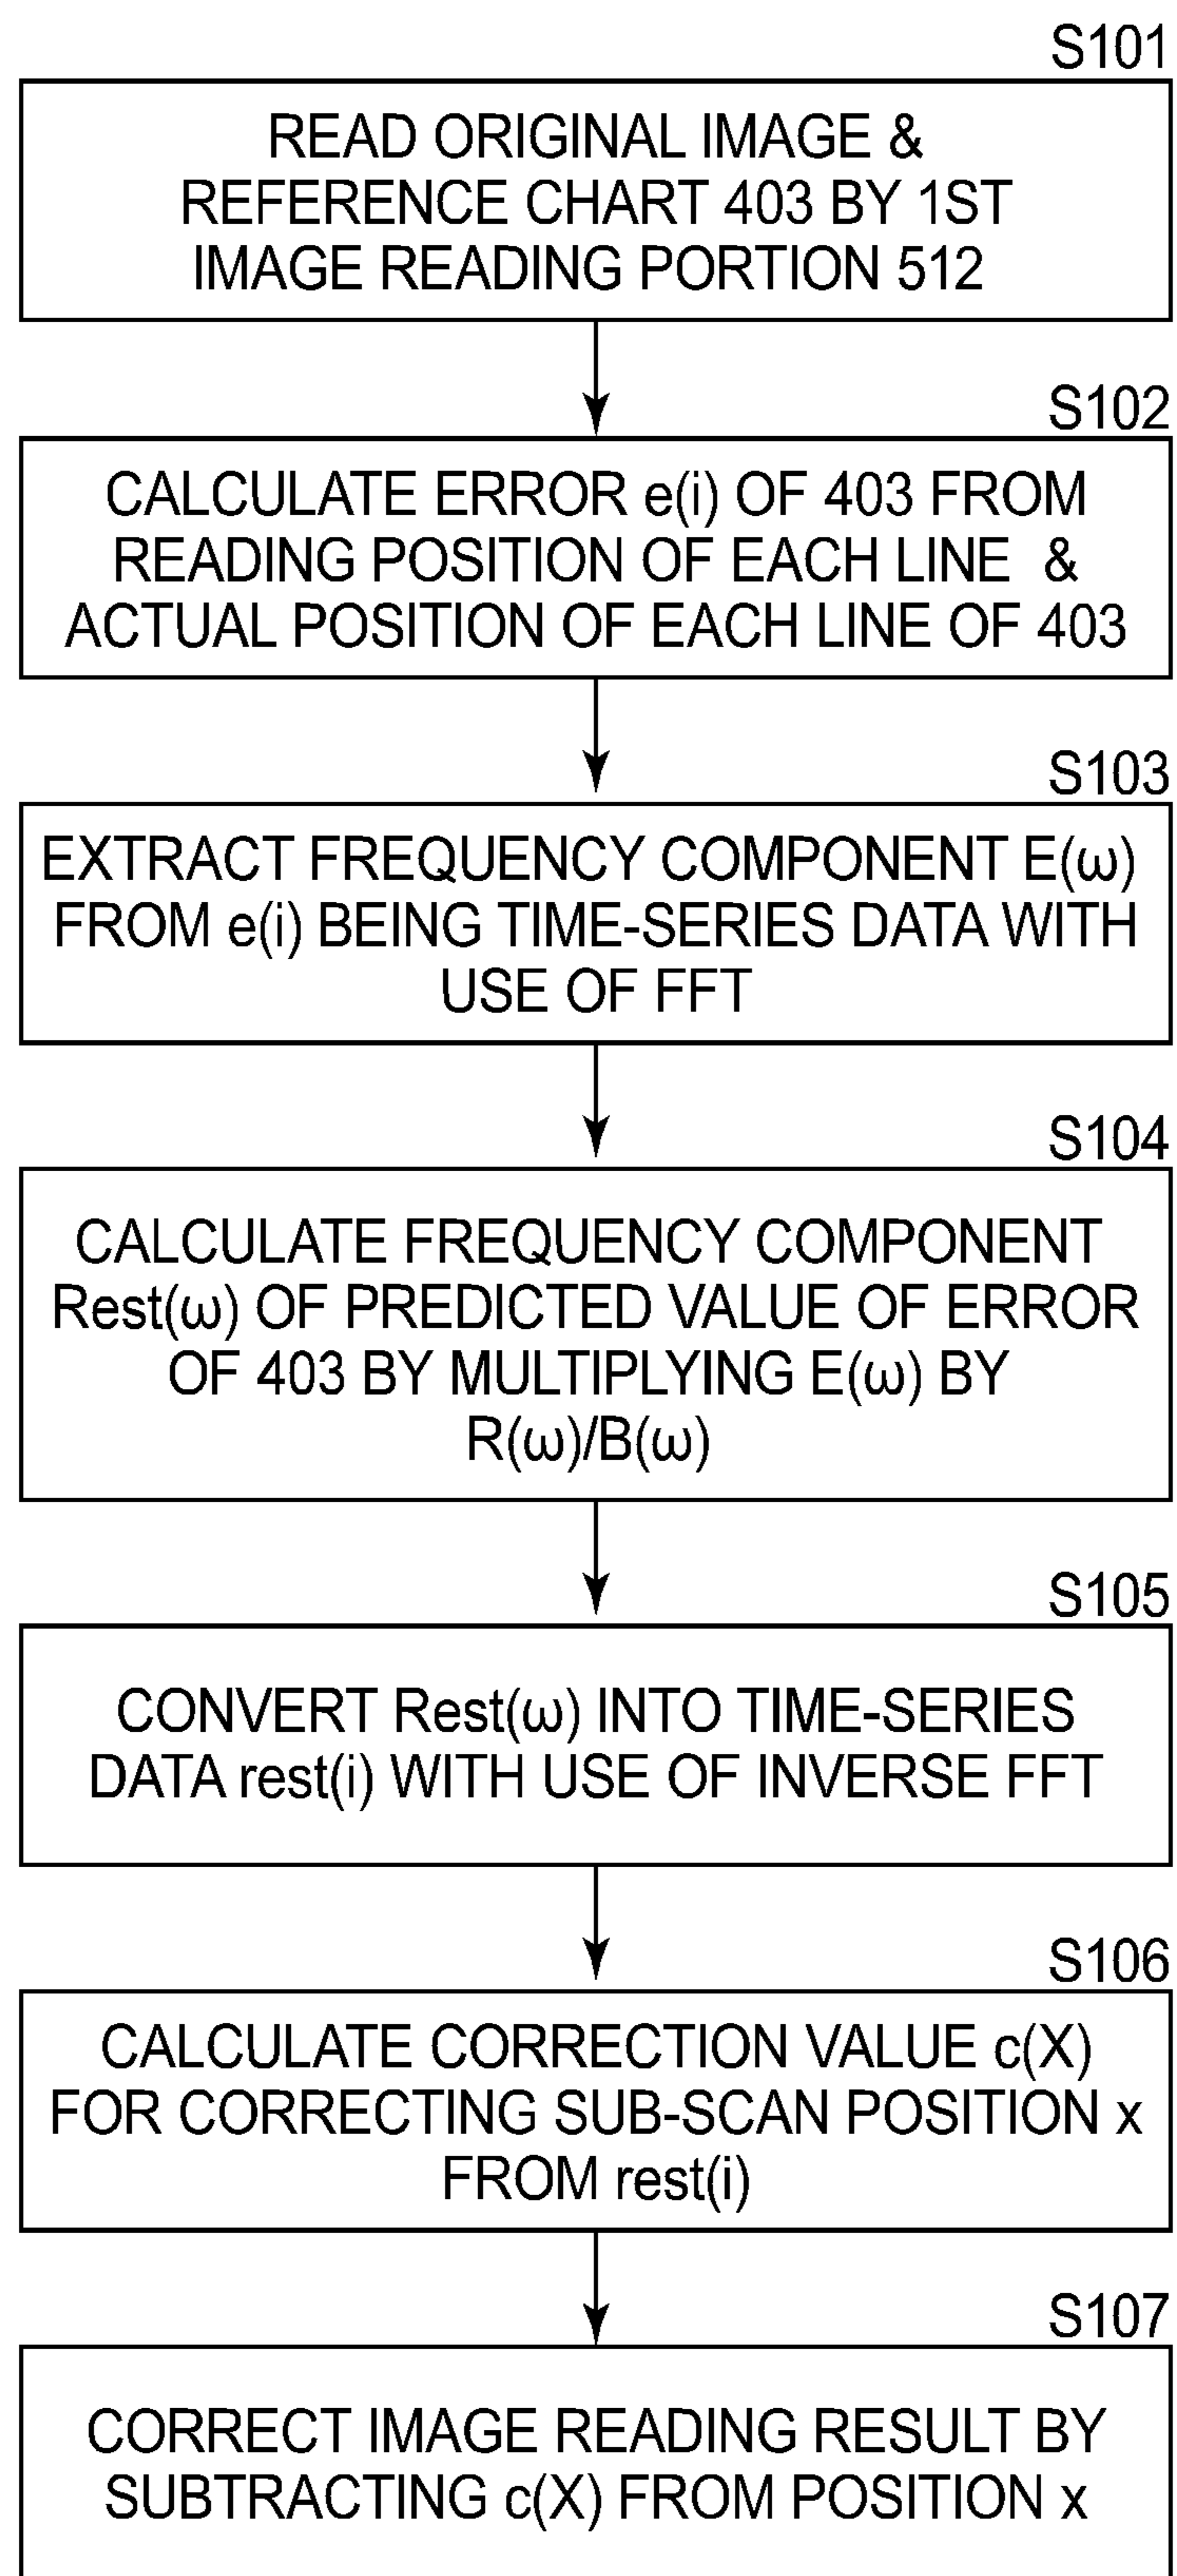 S101
READ ORIGINAL IMAGE &
REFERENCE CHART 403 BY 1ST
IMAGE READING PORTION 512
S102
CALCULATE ERROR e(i) OF 403 FROM
READING POSITION OF EACH LINE &
ACTUAL POSITION OF EACH LINE OF 403
S103
EXTRACT FREQUENCY COMPONENT E(ω)
FROM e(i) BEING TIME-SERIES DATA WITH
USE OF FFT
S104
CALCULATE FREQUENCY COMPONENT
Rest(ω) OF PREDICTED VALUE OF ERROR
OF 403 BY MULTIPLYING E(ω) BY
R(ω)/B(ω)
S105
CONVERT Rest(ω) INTO TIME-SERIES
DATA rest(i) WITH USE OF INVERSE FFT
S106
CALCULATE CORRECTION VALUE c(X)
FOR CORRECTING SUB-SCAN POSITION x
FROM rest(i)
S107
CORRECT IMAGE READING RESULT BY
SUBTRACTING c(X) FROM POSITION x